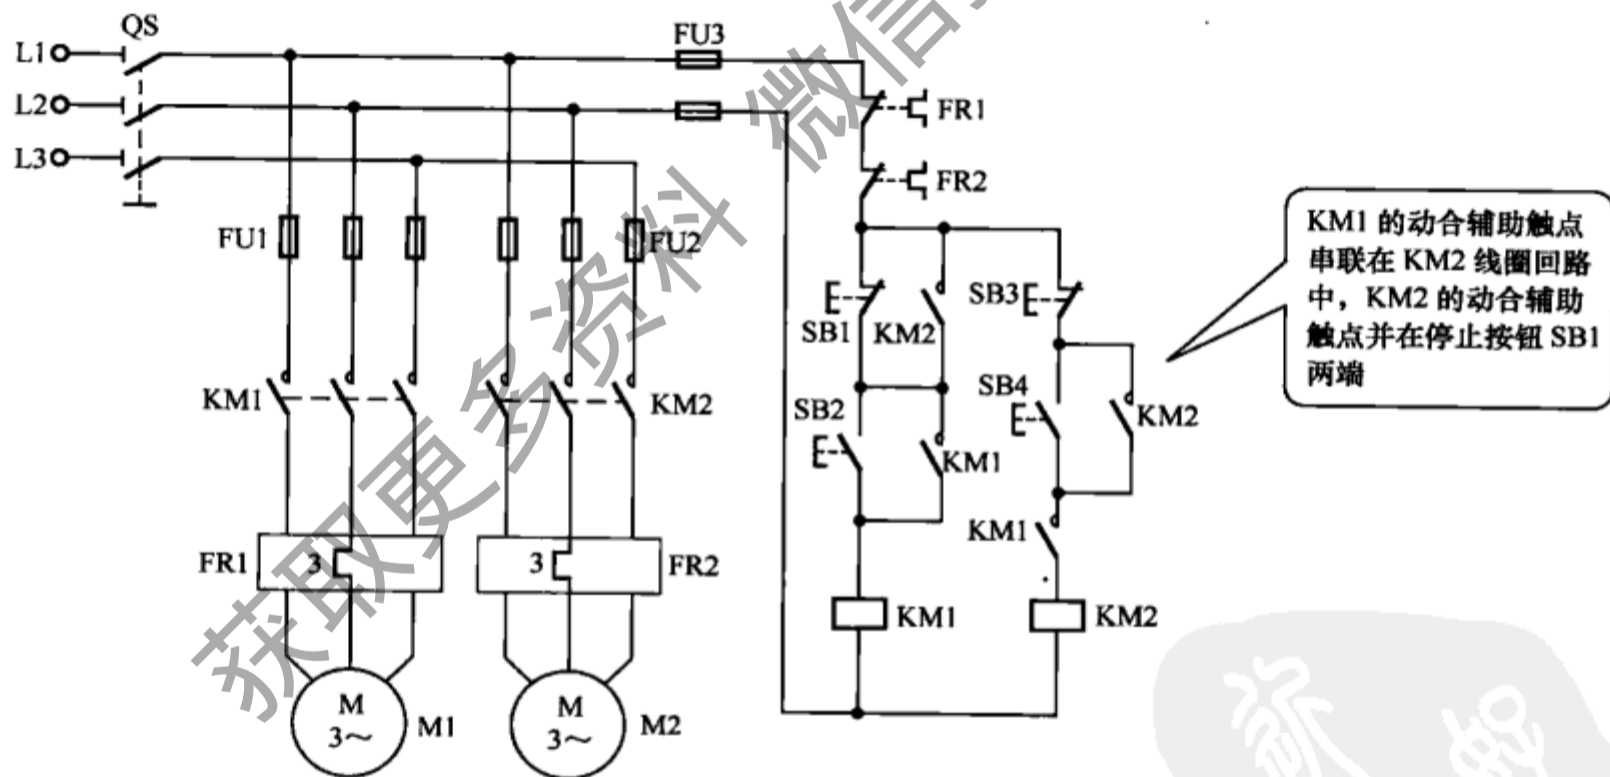 QS
L1
L2
L3
FU3
FR1
FR2
FU1
FU2
SB1
KM2
SB3
SB2
KM1
SB4
KM2
KM1
KM1
KM2
KM1
KM2
FR1
3
3
FR2
M
3～
M1
M
3～
M2
KM1 的动合辅助触点
串联在 KM2 线圈回路
中，KM2 的动合辅助
触点并在停止按钮 SB1
两端
获取更多资料 微信